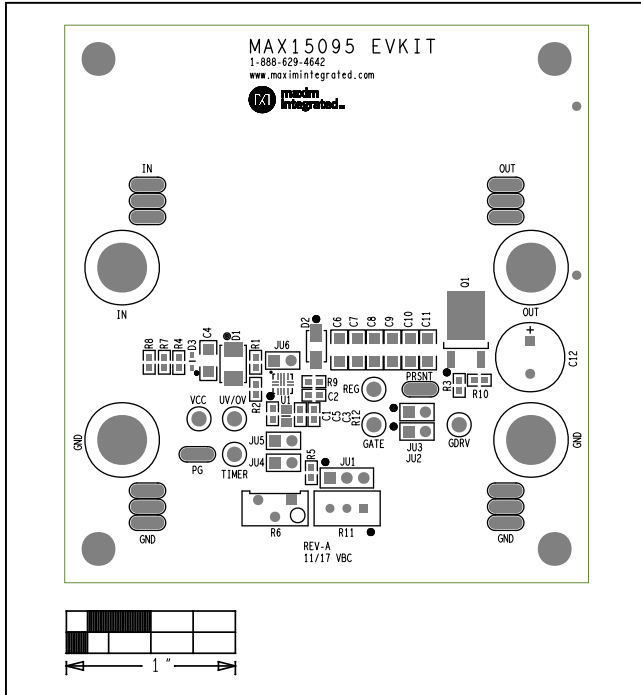 MAX15095 EVKIT
1-888-629-4642
www.maximintegrated.com
maxim
integrated™
IN
OUT
IN
OUT
Q1
R8
R7
R4
D3
C4
D1
R1
JU6
D2
C6
C7
C8
C9
C10
C11
+
C12
PRSNT
R9
C2
REG
R3
R10
VCC
UV/OV
R2
U1
C1
C5
C3
R12
GND
GND
PG
TIMER
JU5
JU4
R5
JU1
GATE
JU3
JU2
GDRV
GND
GND
R6
R11
REV-A
11/17 VBC
1"